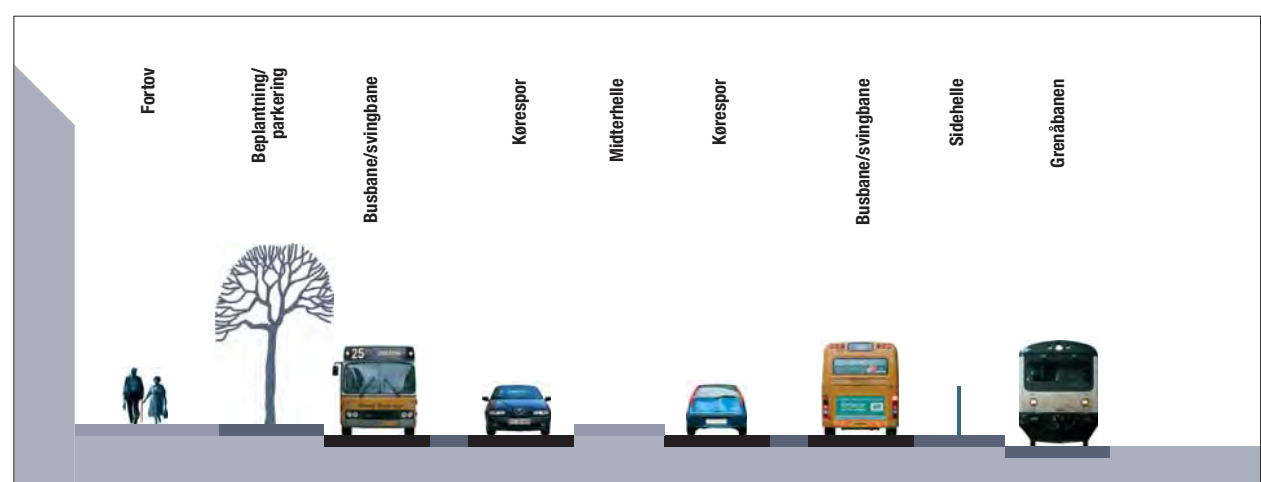 Fortov
Beplantning/
parkering
Busbane/svingbane
Kørespor
Midterhelle
Kørespor
Busbane/svingbane
Sidehelle
Grenåbanen
25